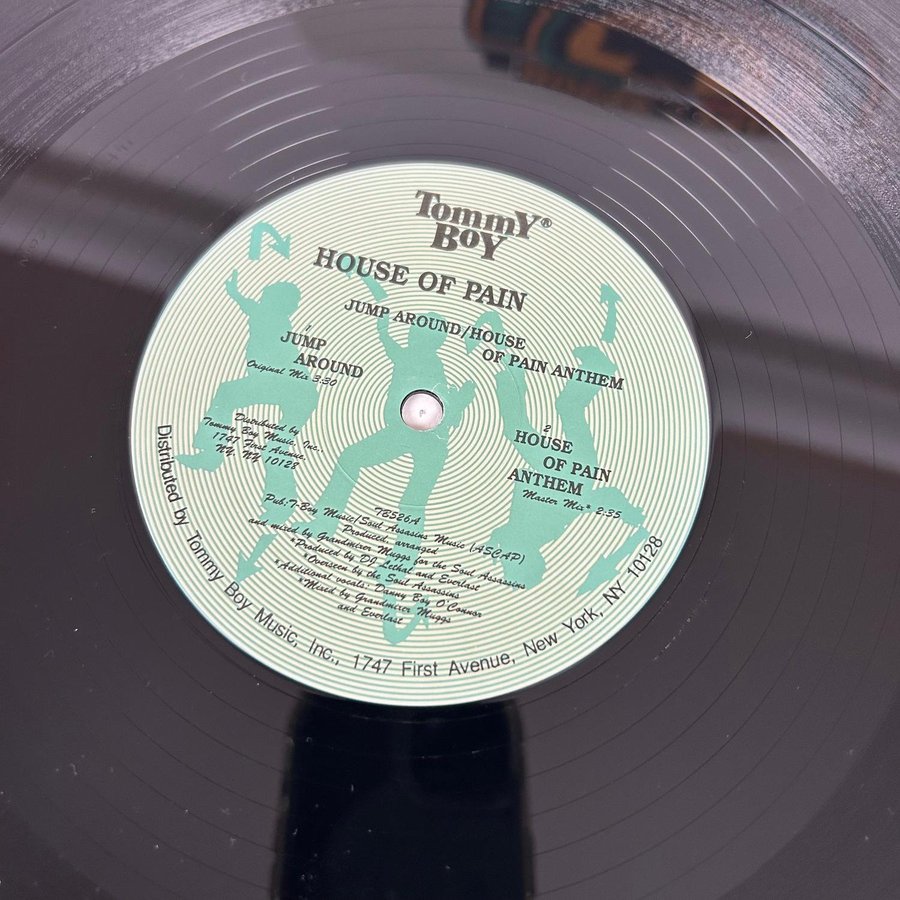 Tommy®
Boy
HOUSE OF PAIN
JUMP AROUND/HOUSE
OF PAIN ANTHEM
1
JUMP
AROUND
Original Mix 3:30
Distributed by
Tommy Boy Music, Inc.,
1747 First Avenue,
NY, NY 10128
2
HOUSE
OF PAIN
ANTHEM
Master Mix* 2:35
TB526A
Pub: T-Boy Music/Soul Assasins Music (ASCAP)
Produced, arranged
and mixed by Grandmixer Muggs for the Soul Assassins
*Produced by DJ Lethal and Everlast
*Overseen by the Soul Assassins
*Additional vocals: Danny Boy O'Connor
*Mixed by Grandmixer Muggs
and Everlast
Distributed by Tommy Boy Music, Inc., 1747 First Avenue, New York, NY 10128